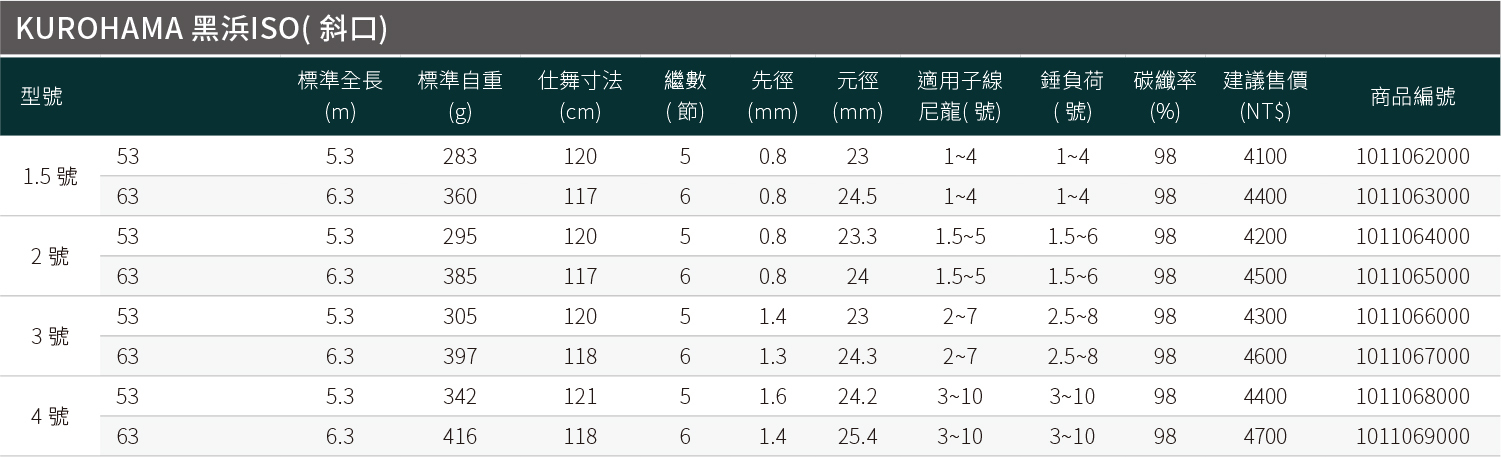 KUROHAMA 黑浜ISO( 斜口)
型號 標準全長 (m) 標準自重 (g) 仕舞寸法 (cm) 繼數 ( 節) 先徑 (mm) 元徑 (mm) 適用子線 尼龍( 號) 錘負荷 ( 號) 碳纖率 (%) 建議售價 (NT$) 商品編號
1.5 號
53 5.3 283 120 5 0.8 23 1~4 1~4 98 4100 1011062000
63 6.3 360 117 6 0.8 24.5 1~4 1~4 98 4400 1011063000
2 號
53 5.3 295 120 5 0.8 23.3 1.5~5 1.5~6 98 4200 1011064000
63 6.3 385 117 6 0.8 24 1.5~5 1.5~6 98 4500 1011065000
3 號
53 5.3 305 120 5 1.4 23 2~7 2.5~8 98 4300 1011066000
63 6.3 397 118 6 1.3 24.3 2~7 2.5~8 98 4600 1011067000
4 號
53 5.3 342 121 5 1.6 24.2 3~10 3~10 98 4400 1011068000
63 6.3 416 118 6 1.4 25.4 3~10 3~10 98 4700 1011069000